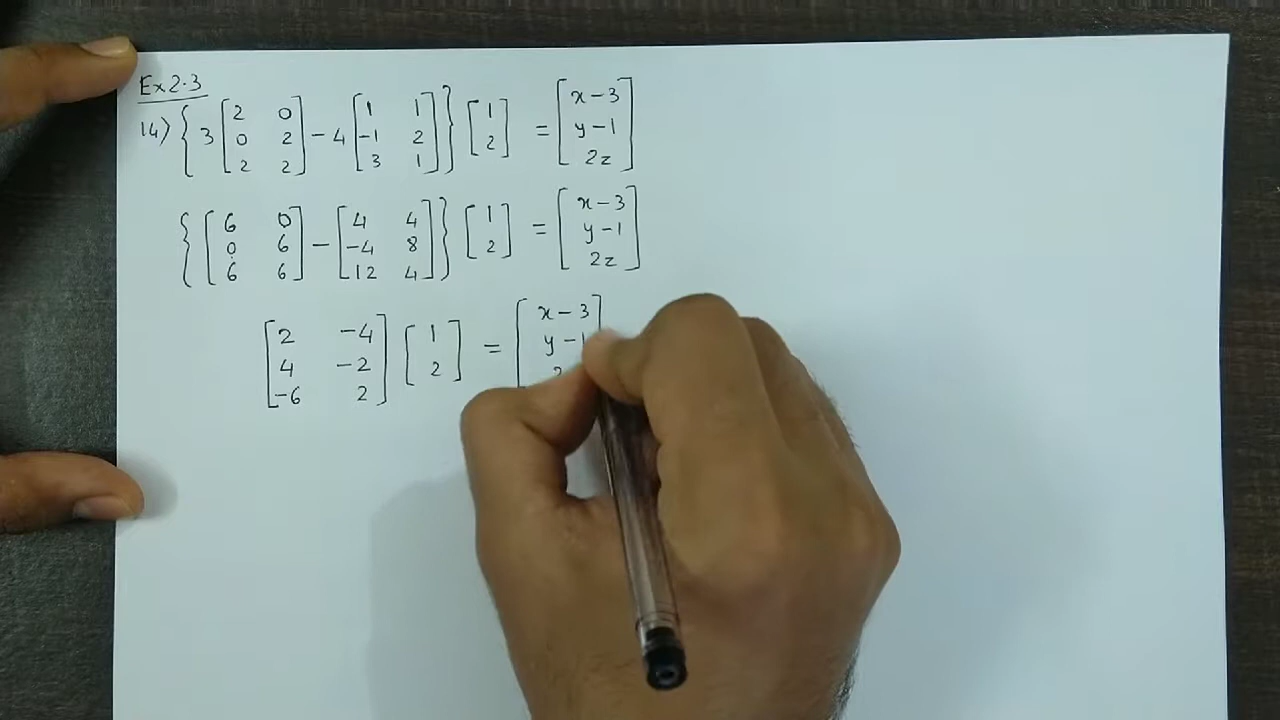 Ex 2.3
14) { 3 [ 2 0 ; 0 2 ; 2 2 ] - 4 [ 1 1 ; -1 2 ; 3 1 ] } [ 1 ; 2 ] = [ x-3 ; y-1 ; 2z ]
{ [ 6 0 ; 0 6 ; 6 6 ] - [ 4 4 ; -4 8 ; 12 4 ] } [ 1 ; 2 ] = [ x-3 ; y-1 ; 2z ]
[ 2 -4 ; 4 -2 ; -6 2 ] [ 1 ; 2 ] = [ x-3 ; y-1 ; 2 ]